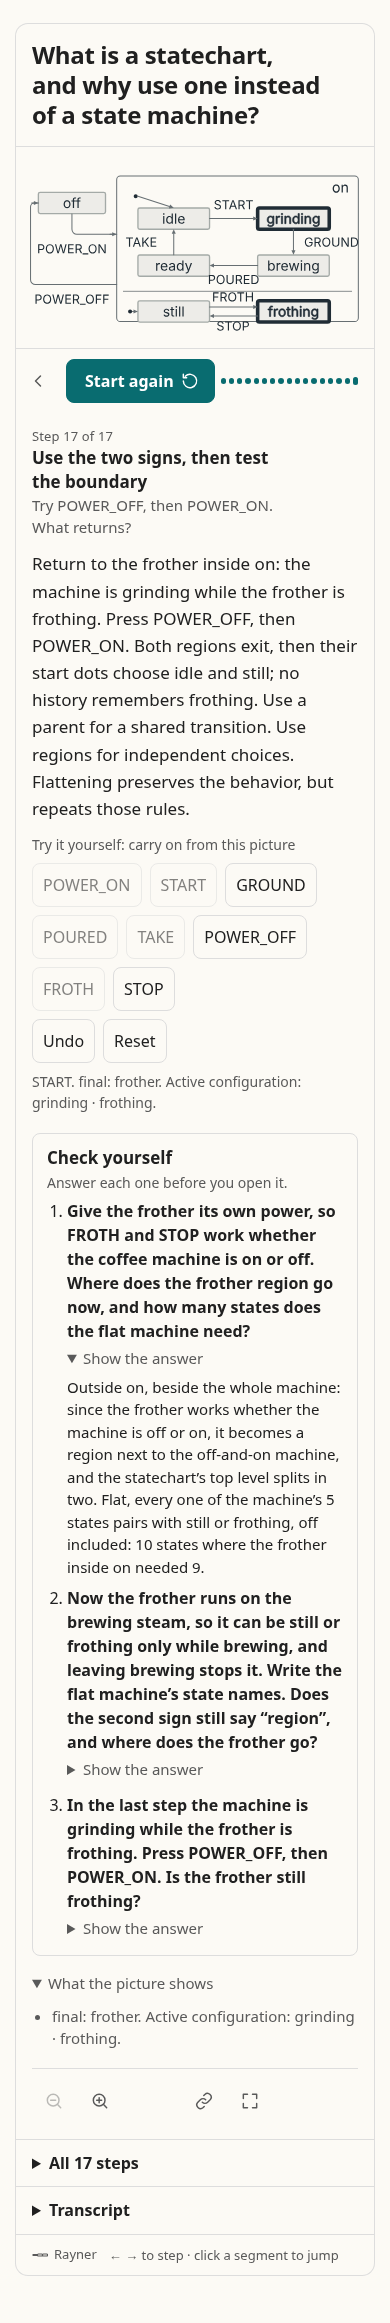 What is a statechart,
and why use one instead
of a state machine?
on
off
idle
START
grinding
POWER_ON
TAKE
GROUND
ready
brewing
POURED
POWER_OFF
FROTH
still
frothing
STOP
Start again
Step 17 of 17
Use the two signs, then test
the boundary
Try POWER_OFF, then POWER_ON.
What returns?
Return to the frother inside on: the
machine is grinding while the frother is
frothing. Press POWER_OFF, then
POWER_ON. Both regions exit, then their
start dots choose idle and still; no
history remembers frothing. Use a
parent for a shared transition. Use
regions for independent choices.
Flattening preserves the behavior, but
repeats those rules.
Try it yourself: carry on from this picture
POWER_ON START GROUND
POURED TAKE POWER_OFF
FROTH STOP
Undo Reset
START. final: frother. Active configuration:
grinding · frothing.
Check yourself
Answer each one before you open it.
1. Give the frother its own power, so
FROTH and STOP work whether
the coffee machine is on or off.
Where does the frother region go
now, and how many states does
the flat machine need?
▼ Show the answer
Outside on, beside the whole machine:
since the frother works whether the
machine is off or on, it becomes a
region next to the off-and-on machine,
and the statechart's top level splits in
two. Flat, every one of the machine's 5
states pairs with still or frothing, off
included: 10 states where the frother
inside on needed 9.
2. Now the frother runs on the
brewing steam, so it can be still or
frothing only while brewing, and
leaving brewing stops it. Write the
flat machine's state names. Does
the second sign still say “region”,
and where does the frother go?
▶ Show the answer
3. In the last step the machine is
grinding while the frother is
frothing. Press POWER_OFF, then
POWER_ON. Is the frother still
frothing?
▶ Show the answer
▼ What the picture shows
• final: frother. Active configuration: grinding
· frothing.
▶ All 17 steps
▶ Transcript
Rayner ← → to step · click a segment to jump